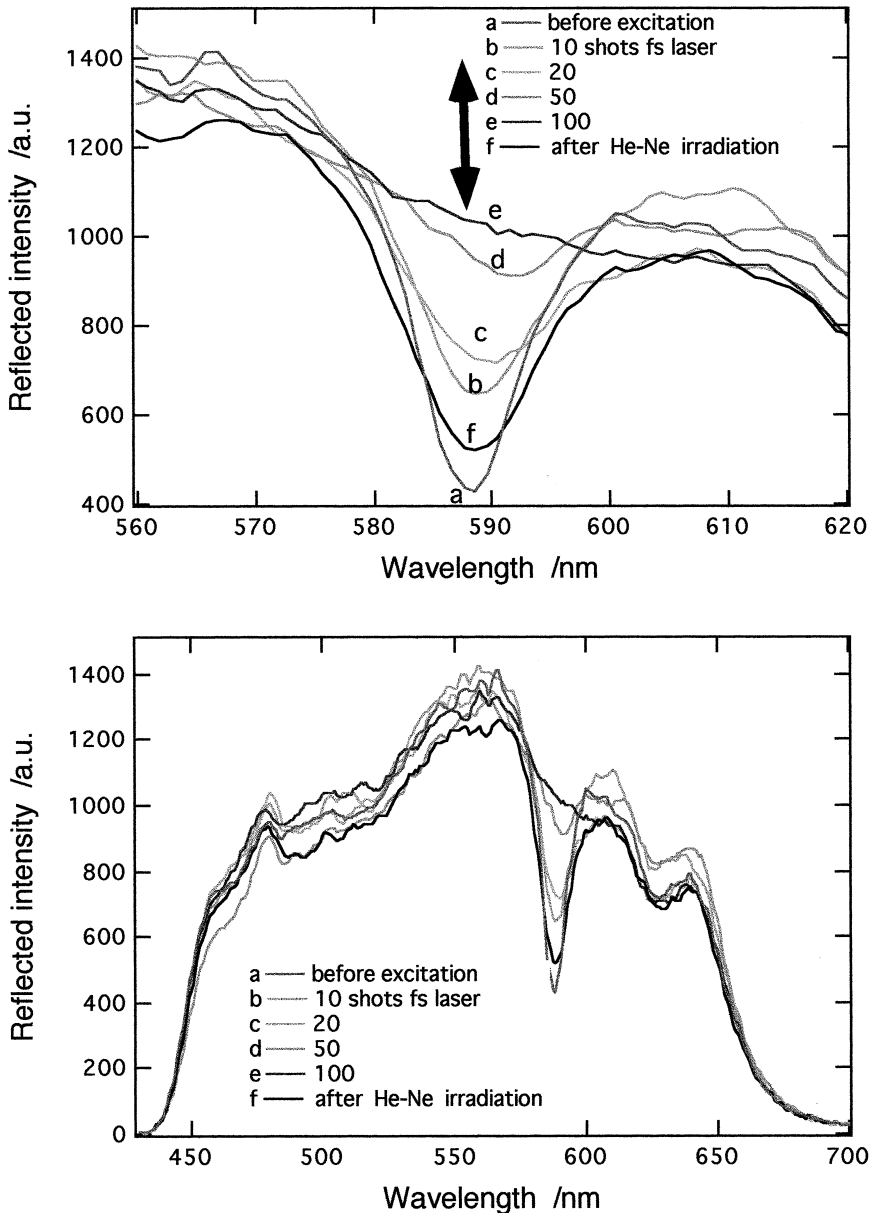 a — before excitation
b — 10 shots fs laser
c — 20
d — 50
e — 100
f — after He-Ne irradiation
1400
1200
1000
800
600
400
Reflected intensity /a.u.
e
d
c
b
f
a
560
570
580
590
600
610
620
Wavelength /nm
1400
1200
1000
800
600
400
200
0
Reflected intensity /a.u.
a — before excitation
b — 10 shots fs laser
c — 20
d — 50
e — 100
f — after He-Ne irradiation
450
500
550
600
650
700
Wavelength /nm